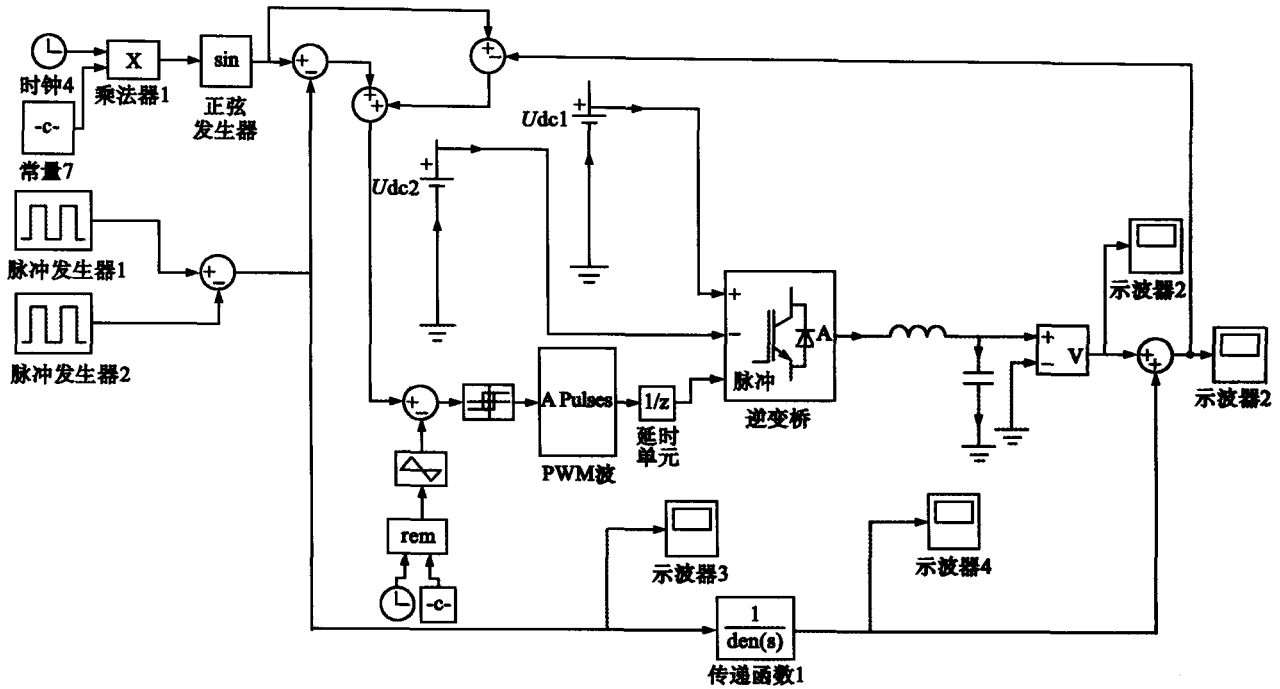 时钟4
X
乘法器1
sin
正弦
发生器
-c-
常量7
脉冲发生器1
脉冲发生器2
Udc1
Udc2
脉冲
A
逆变桥
A Pulses
PWM波
1/z
延时
单元
V
示波器2
示波器2
rem
-c-
示波器3
示波器4
1
den(s)
传递函数1